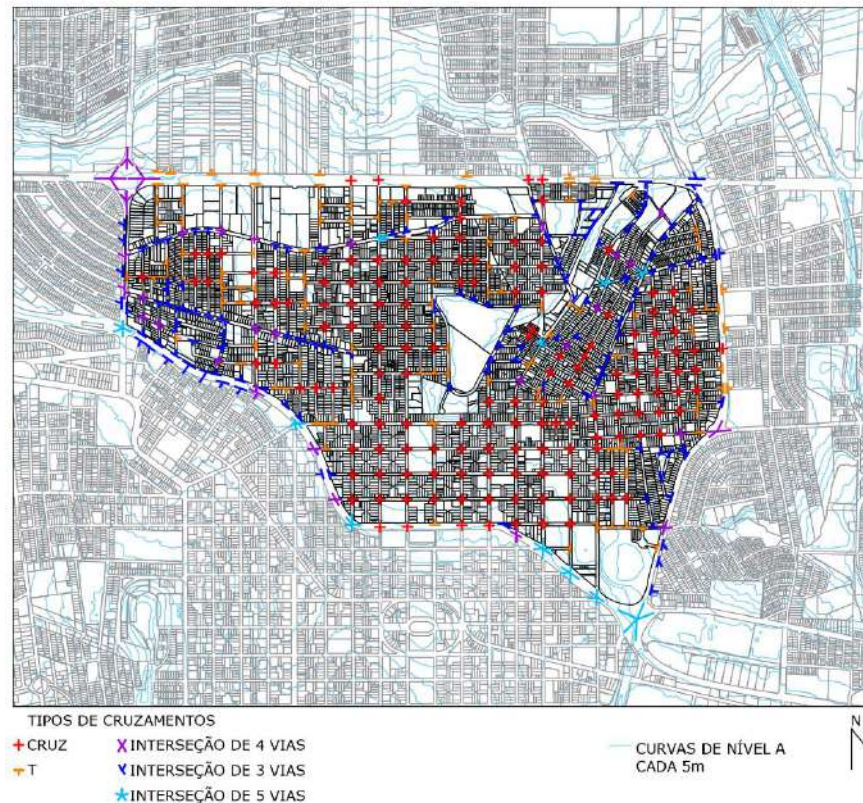 TIPOS DE CRUZAMENTOS
CRUZ
T
INTERSEÇÃO DE 4 VIAS
INTERSEÇÃO DE 3 VIAS
INTERSEÇÃO DE 5 VIAS
CURVAS DE NÍVEL A
CADA 5m
N